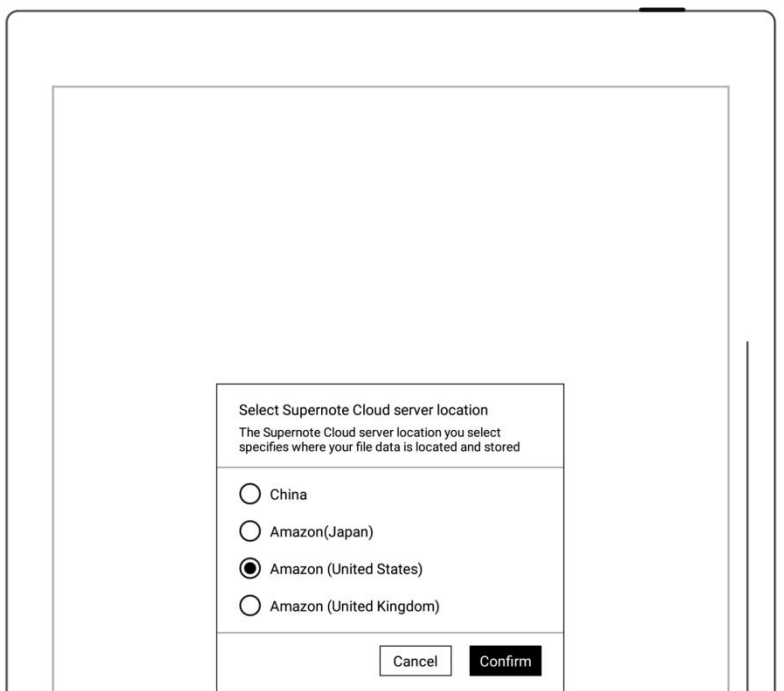 Select Supernote Cloud server location
The Supernote Cloud server location you select
specifies where your file data is located and stored
China
Amazon(Japan)
Amazon (United States)
Amazon (United Kingdom)
Cancel Confirm